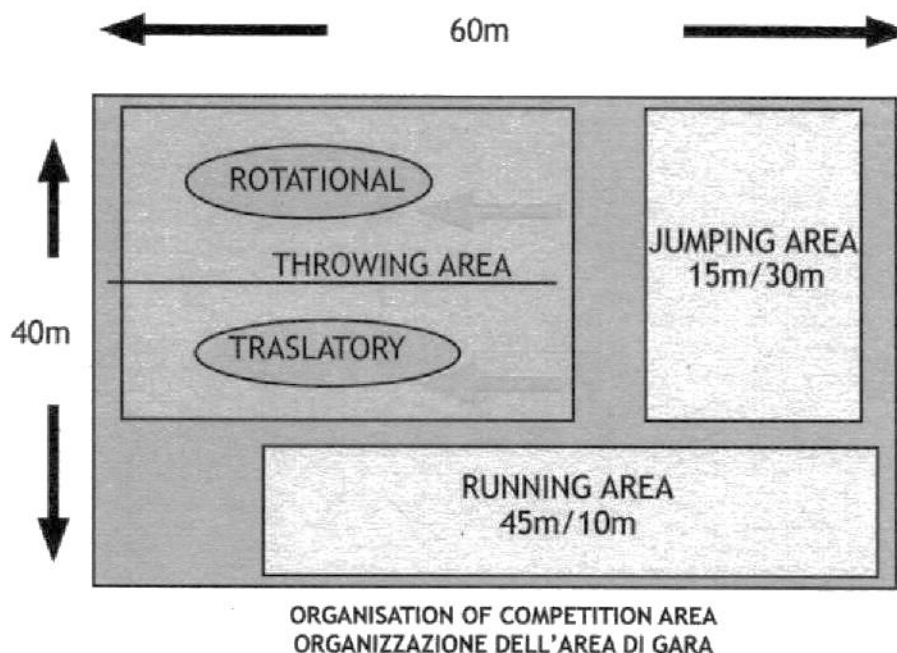 60m
ROTATIONAL
THROWING AREA
JUMPING AREA
15m/30m
40m
TRASLATORY
RUNNING AREA
45m/10m
ORGANISATION OF COMPETITION AREA
ORGANIZZAZIONE DELL'AREA DI GARA